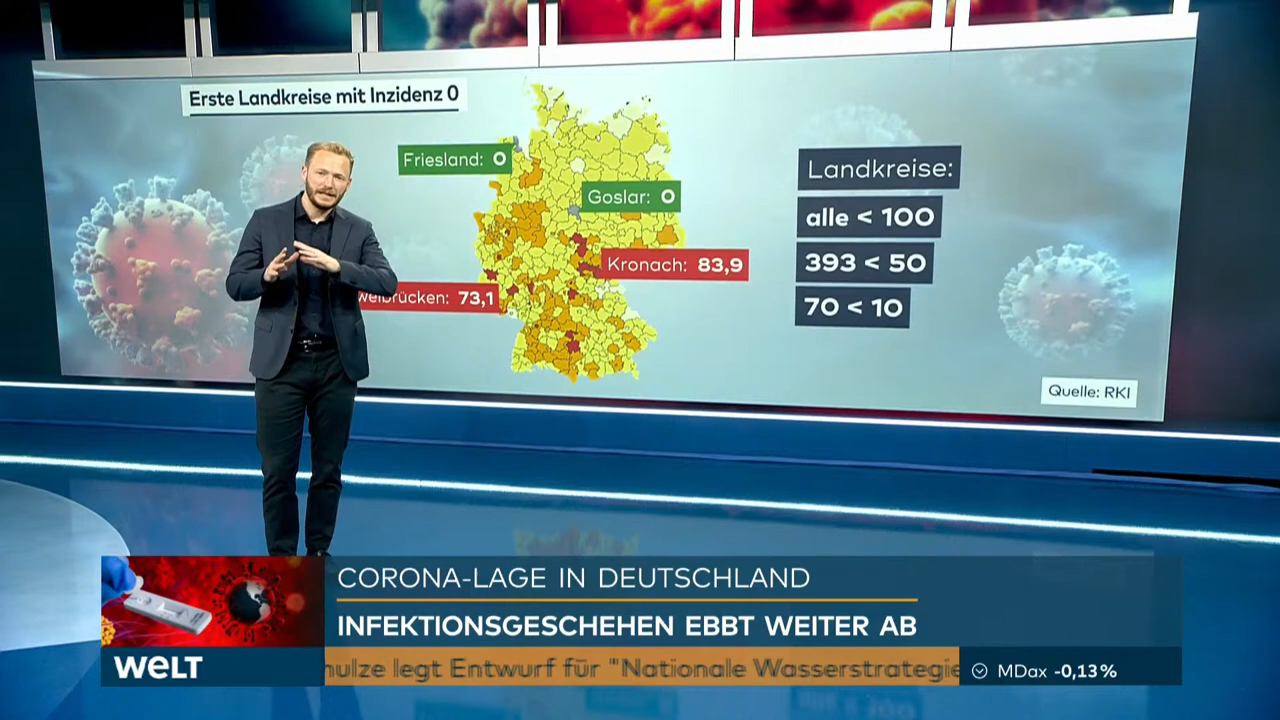 Erste Landkreise mit Inzidenz 0
Friesland: 0
Goslar: 0
Kronach: 83,9
weibrücken: 73,1
Landkreise:
alle < 100
393 < 50
70 < 10
Quelle: RKI
CORONA-LAGE IN DEUTSCHLAND
INFEKTIONSGESCHEHEN EBBT WEITER AB
hulze legt Entwurf für "Nationale Wasserstrategie
welt
MDax -0,13%